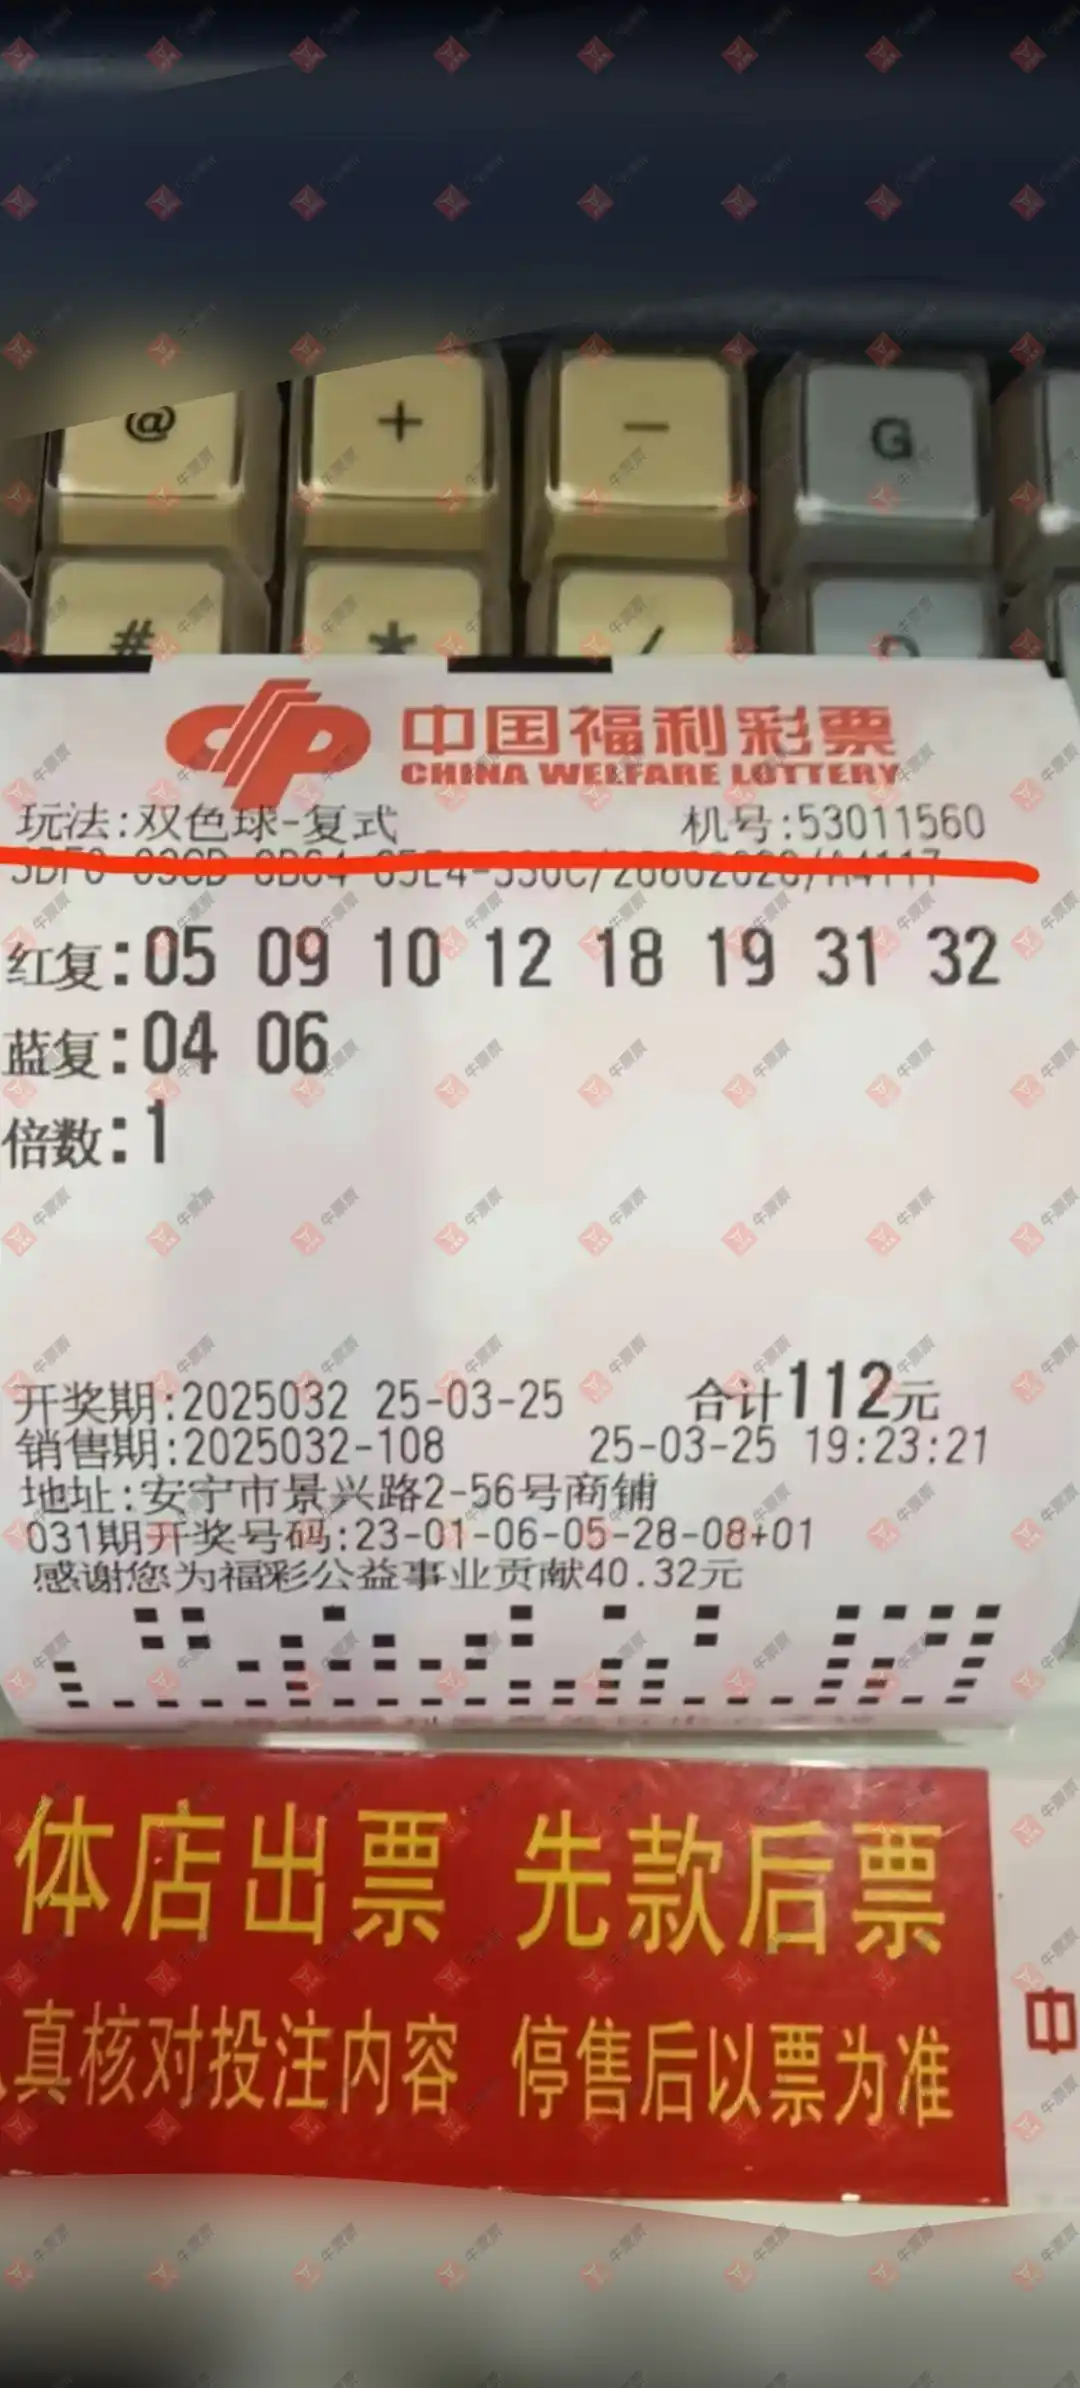 @ + − G
# * /
中国福利彩票
CHINA WELFARE LOTTERY
玩法:双色球-复式 机号:53011560
红复:05 09 10 12 18 19 31 32
蓝复:04 06
倍数:1
开奖期:2025032 25-03-25 合计112元
销售期:2025032-108 25-03-25 19:23:21
地址:安宁市景兴路2-56号商铺
031期开奖号码:23-01-06-05-28-08+01
感谢您为福彩公益事业贡献40.32元
体店出票 先款后票
真核对投注内容 停售后以票为准
中
牛票票